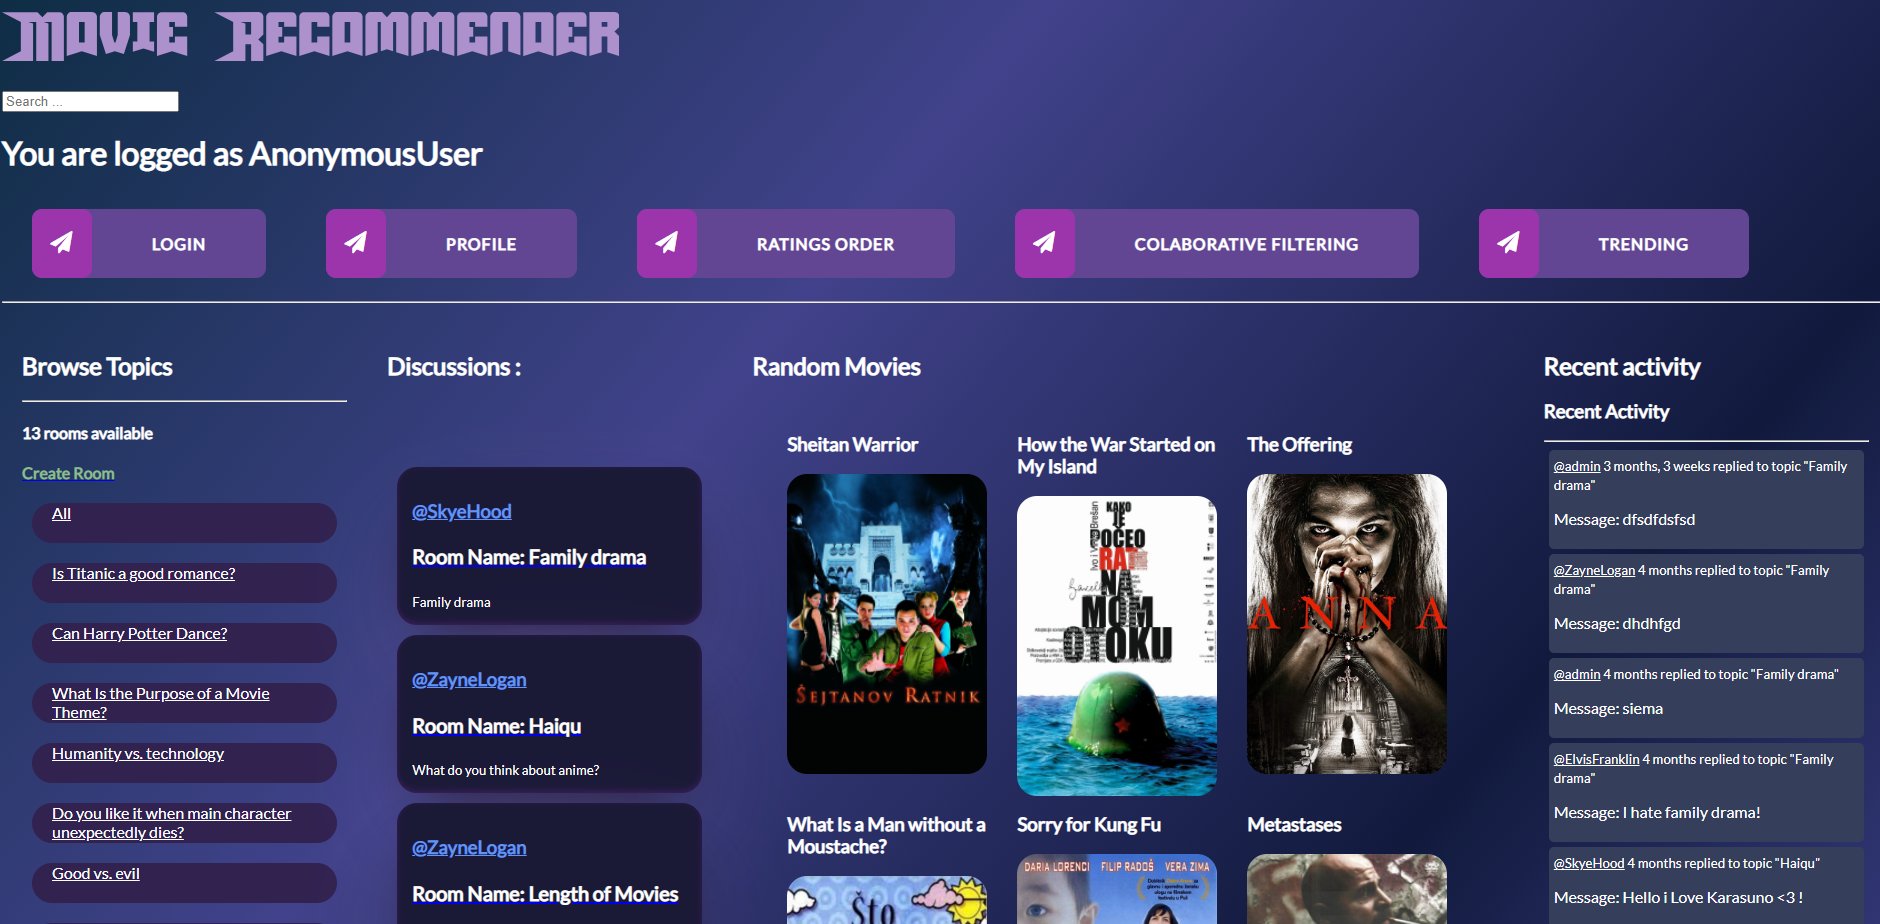 Movie Recommender
Search ...
You are logged as AnonymousUser
LOGIN
PROFILE
RATINGS ORDER
COLABORATIVE FILTERING
TRENDING
Browse Topics
13 rooms available
Create Room
All
Is Titanic a good romance?
Can Harry Potter Dance?
What Is the Purpose of a Movie
Theme?
Humanity vs. technology
Do you like it when main character
unexpectedly dies?
Good vs. evil
Discussions :
@SkyeHood
Room Name: Family drama
Family drama
@ZayneLogan
Room Name: Haiqu
What do you think about anime?
@ZayneLogan
Room Name: Length of Movies
Random Movies
Sheitan Warrior
ŠEJTANOV RATNIK
How the War Started on
My Island
Ivo i Vinko Brešan
KAKO
JE
POČEO
RAT
NA
MOM
OTOKU
The Offering
ANNA
What Is a Man without a
Moustache?
Što
Sorry for Kung Fu
DARIA LORENCI FILIP RADOŠ VERA ZIMA
Metastases
Recent activity
Recent Activity
@admin 3 months, 3 weeks replied to topic "Family
drama"
Message: dfsdfdsfsd
@ZayneLogan 4 months replied to topic "Family
drama"
Message: dhdhfgd
@admin 4 months replied to topic "Family drama"
Message: siema
@ElvisFranklin 4 months replied to topic "Family
drama"
Message: I hate family drama!
@SkyeHood 4 months replied to topic "Haiqu"
Message: Hello i Love Karasuno <3 !